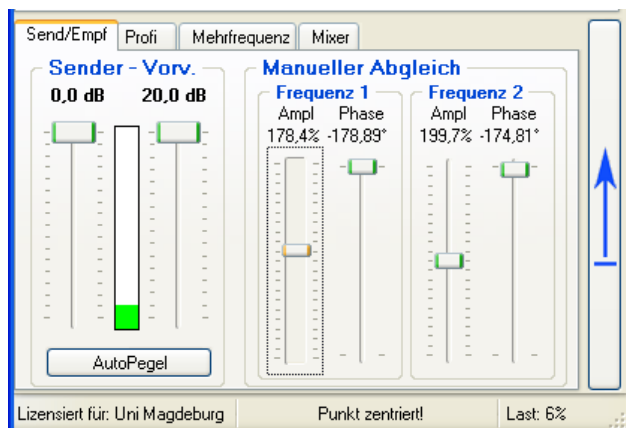 Send/Empf Profi Mehrfrequenz Mixer
Sender - Vorv.
0,0 dB 20,0 dB
AutoPegel
Manueller Abgleich
Frequenz 1
Ampl Phase
178,4% -178,89°
Frequenz 2
Ampl Phase
199,7% -174,81°
Lizensiert für: Uni Magdeburg Punkt zentriert! Last: 6%